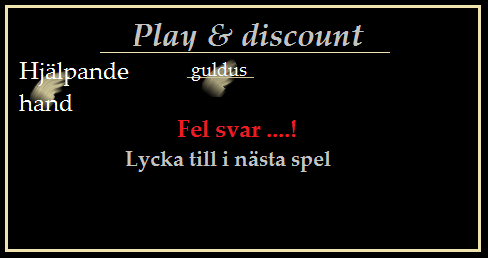 Play & discount
Hjälpande
hand
guldus
Fel svar ....!
Lycka till i nästa spel